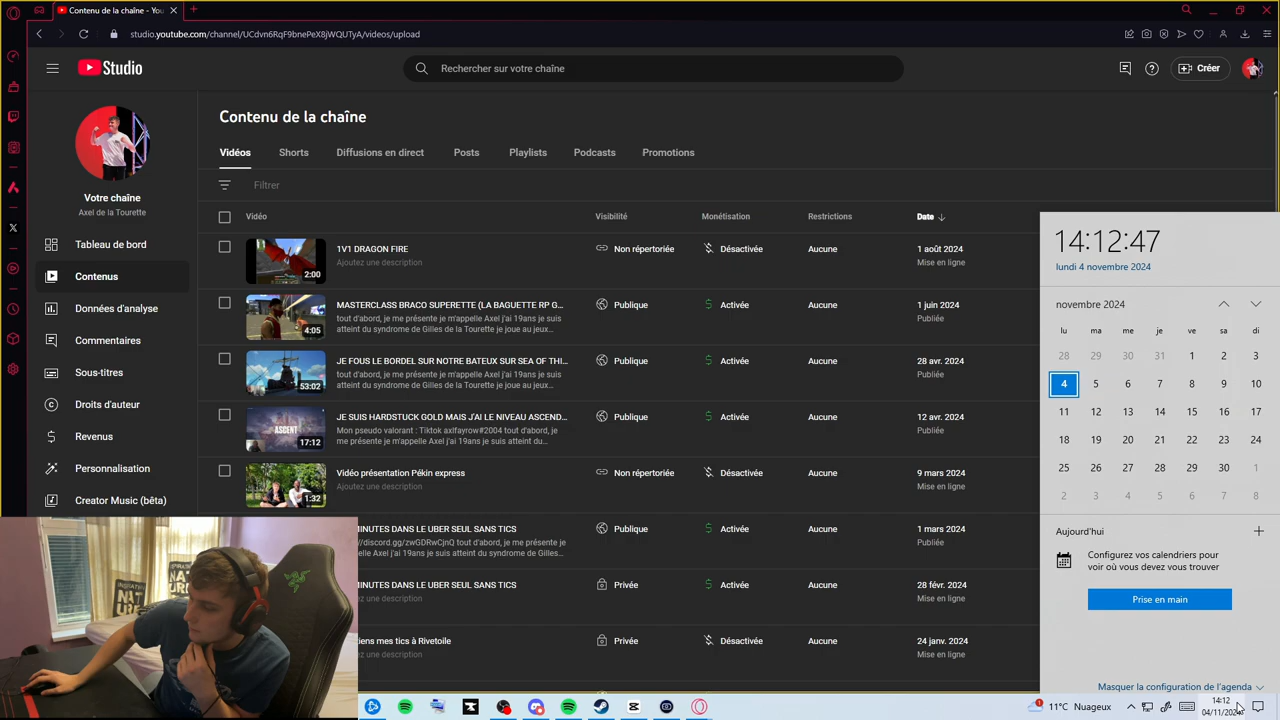 Contenu de la chaîne - You
studio.youtube.com/channel/UCdvn6RqF9bnePeX8jWQUTyA/videos/upload
Studio
Rechercher sur votre chaîne
Créer
Votre chaîne
Axel de la Tourette
Tableau de bord
Contenus
Données d'analyse
Commentaires
Sous-titres
Droits d'auteur
Revenus
Personnalisation
Creator Music (bêta)
Contenu de la chaîne
Vidéos Shorts Diffusions en direct Posts Playlists Podcasts Promotions
Filtrer
Vidéo Visibilité Monétisation Restrictions Date
1V1 DRAGON FIRE Non répertoriée Désactivée Aucune 1 août 2024
Ajoutez une description Mise en ligne
2:00
MASTERCLASS BRACO SUPERETTE (LA BAGUETTE RP G... Publique Activée Aucune 1 juin 2024
tout d'abord, je me présente je m'appelle Axel j'ai 19ans je suis Publiée
atteint du syndrome de Gilles de la Tourette je joue au jeux...
4:05
JE FOUS LE BORDEL SUR NOTRE BATEUX SUR SEA OF THI... Publique Activée Aucune 28 avr. 2024
tout d'abord, je me présente je m'appelle Axel j'ai 19ans je suis Publiée
atteint du syndrome de Gilles de la Tourette je joue au jeux...
53:02
JE SUIS HARDSTUCK GOLD MAIS J'AI LE NIVEAU ASCEND... Publique Activée Aucune 12 avr. 2024
Mon pseudo valorant : Tiktok axlfayrow#2004 tout d'abord, je Publiée
me présente je m'appelle Axel j'ai 19ans je suis atteint du...
ASCENT
17:12
Vidéo présentation Pékin express Non répertoriée Désactivée Aucune 9 mars 2024
Ajoutez une description Mise en ligne
1:32
MINUTES DANS LE UBER SEUL SANS TICS Publique Activée Aucune 1 mars 2024
//discord.gg/zwGDRwCjnQ tout d'abord, je me présente je Publiée
Axel j'ai 19ans je suis atteint du syndrome de Gilles de...
MINUTES DANS LE UBER SEUL SANS TICS Privée Activée Aucune 28 févr. 2024
une description Mise en ligne
tiens mes tics à Rivetoile Privée Désactivée Aucune 24 janv. 2024
une description Mise en ligne
14:12:47
lundi 4 novembre 2024
novembre 2024
lu ma me je ve sa di
28 29 30 31 1 2 3
4 5 6 7 8 9 10
11 12 13 14 15 16 17
18 19 20 21 22 23 24
25 26 27 28 29 30 1
2 3 4 5 6 7 8
Aujourd'hui
Configurez vos calendriers pour
voir où vous devez vous trouver
Prise en main
Masquer la configuration de l'agenda
11°C Nuageux
14:12
04/11/2024